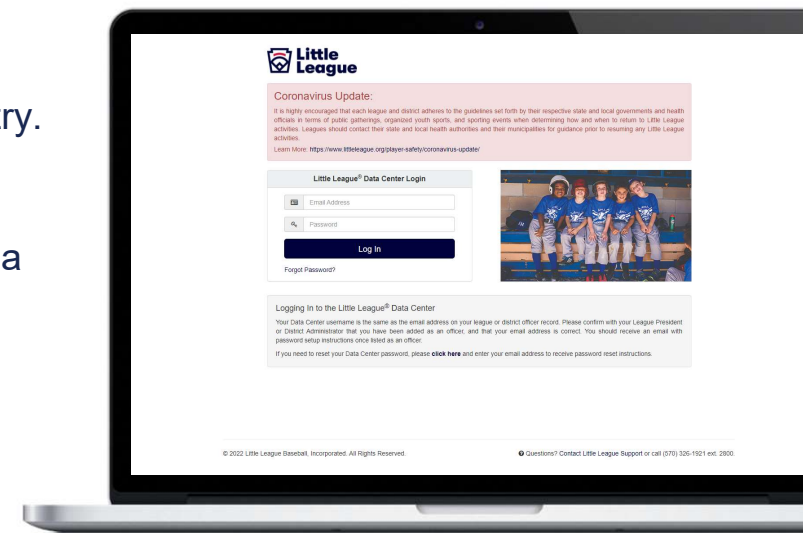 try.
a
Little
League
Coronavirus Update:
It is highly encouraged that each league and district adheres to the guidelines set forth by their respective state and local governments and health
officials in terms of public gatherings, organized youth sports, and sporting events when determining how and when to return to Little League
activities. Leagues should contact their state and local health authorities and their municipalities for guidance prior to resuming any Little League
activities.
Learn More: https://www.littleleague.org/player-safety/coronavirus-update/
Little League® Data Center Login
Email Address
Password
Log In
Forgot Password?
Logging In to the Little League® Data Center
Your Data Center username is the same as the email address on your league or district officer record. Please confirm with your League President
or District Administrator that you have been added as an officer, and that your email address is correct. You should receive an email with
password setup instructions once listed as an officer.
If you need to reset your Data Center password, please click here and enter your email address to receive password reset instructions.
© 2022 Little League Baseball, Incorporated. All Rights Reserved.
Questions? Contact Little League Support or call (570) 326-1921 ext. 2800.